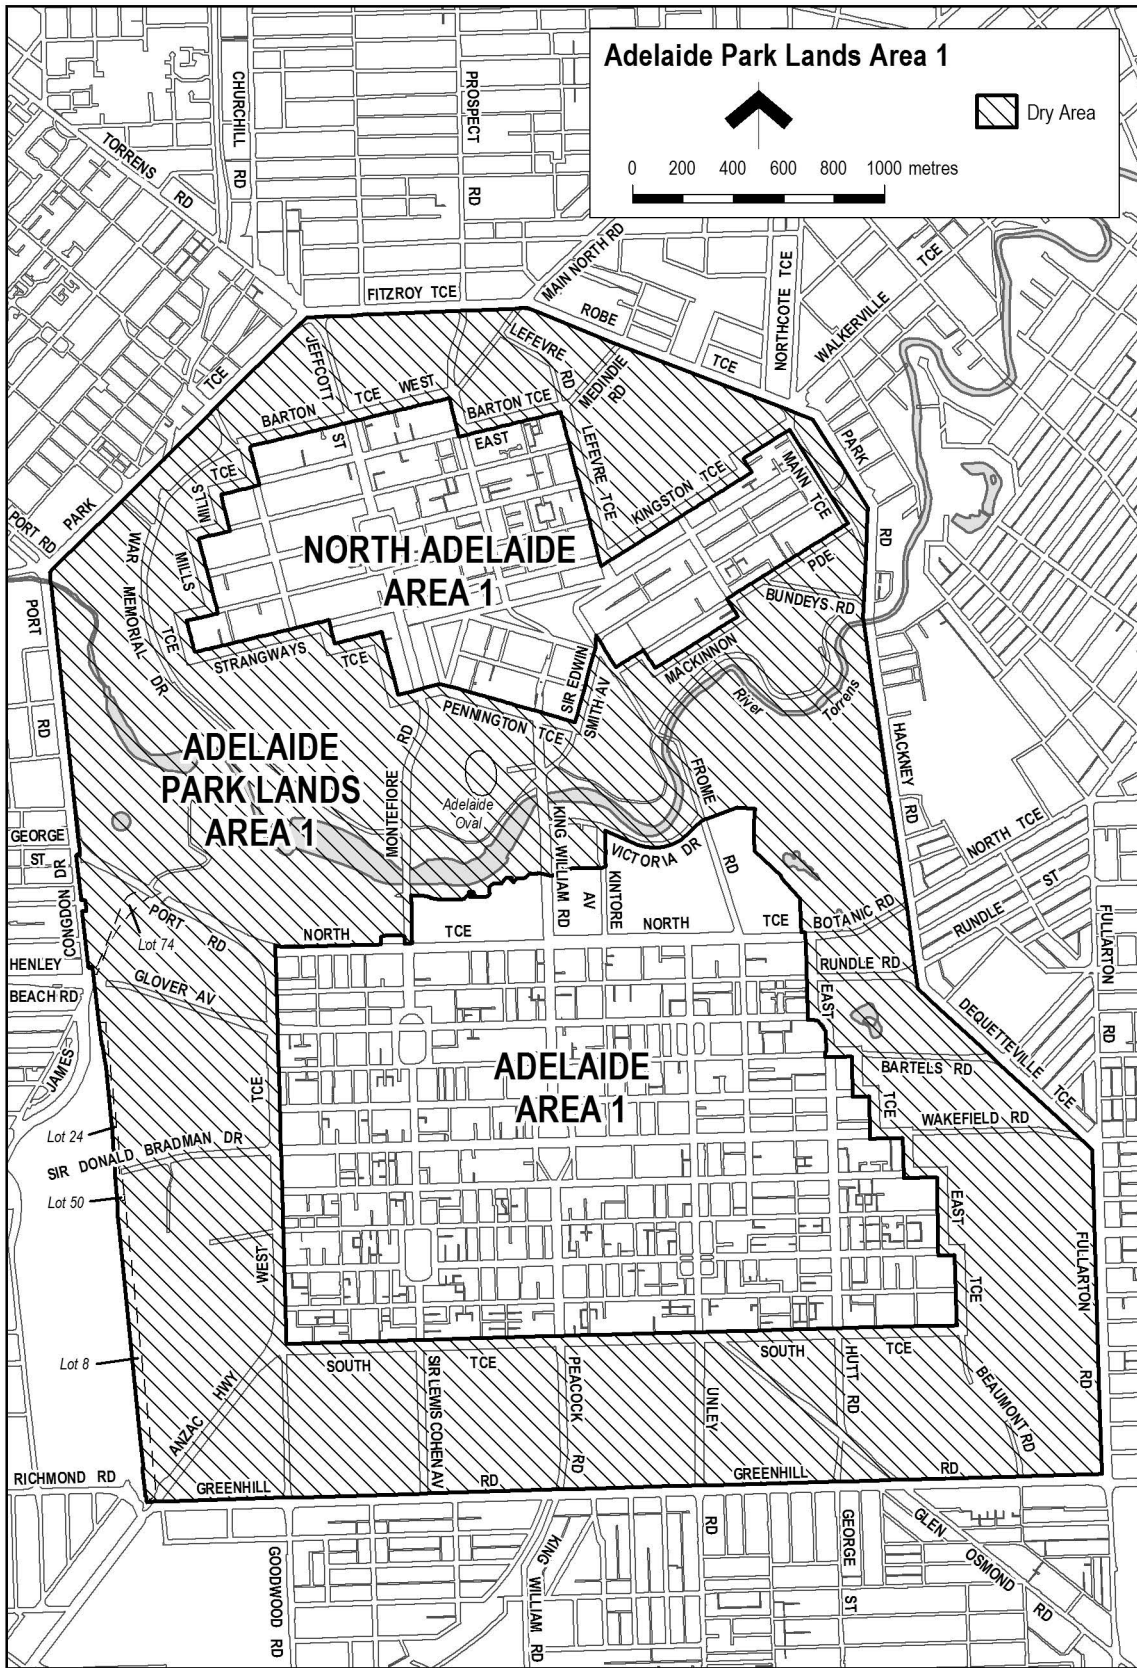 Adelaide Park Lands Area 1
Dry Area
0 200 400 600 800 1000 metres
CHURCHILL
RD
PROSPECT
RD
TORRENS
RD
MAIN NORTH RD
FITZROY TCE
ROBE
TCE
NORTHCOTE TCE
WALKERVILLE
TCE
JEFFCOTT
ST
LEFEVRE
RD
MEDINDIE
RD
BARTON
TCE
WEST
BARTON TCE
EAST
LEFEVRE TCE
KINGSTON TCE
MANN TCE
PARK
RD
PARK
TCE
PORT RD
MILLS
TCE
MILLS
TCE
WAR
MEMORIAL
DR
NORTH ADELAIDE
AREA 1
PDE
BUNDEYS RD
MACKINNON
STRANGWAYS
TCE
SIR EDWIN
SMITH AV
PENNINGTON
TCE
River
Torrens
PORT
RD
HACKNEY
RD
ADELAIDE
PARK LANDS
AREA 1
MONTEFIORE
RD
Adelaide
Oval
FROME
RD
KING WILLIAM RD
VICTORIA DR
KINTORE
AV
GEORGE
ST
CONGDON
DR
PORT
RD
Lot 74
NORTH
TCE
NORTH
TCE
BOTANIC RD
NORTH TCE
RUNDLE
ST
RUNDLE RD
FULLARTON
RD
HENLEY
BEACH RD
GLOVER AV
JAMES
EAST
TCE
DEQUETTEVILLE
TCE
ADELAIDE
AREA 1
BARTELS RD
WAKEFIELD RD
Lot 24
SIR DONALD BRADMAN DR
Lot 50
WEST
TCE
EAST
TCE
FULLARTON
RD
Lot 8
SOUTH
TCE
SOUTH
TCE
ANZAC
HWY
SIR LEWIS COHEN AV
PEACOCK
RD
UNLEY
RD
HUTT RD
BEAUMONT RD
RICHMOND RD
GREENHILL
RD
GREENHILL
RD
GOODWOOD RD
KING
WILLIAM RD
GEORGE
ST
GLEN
OSMOND
RD